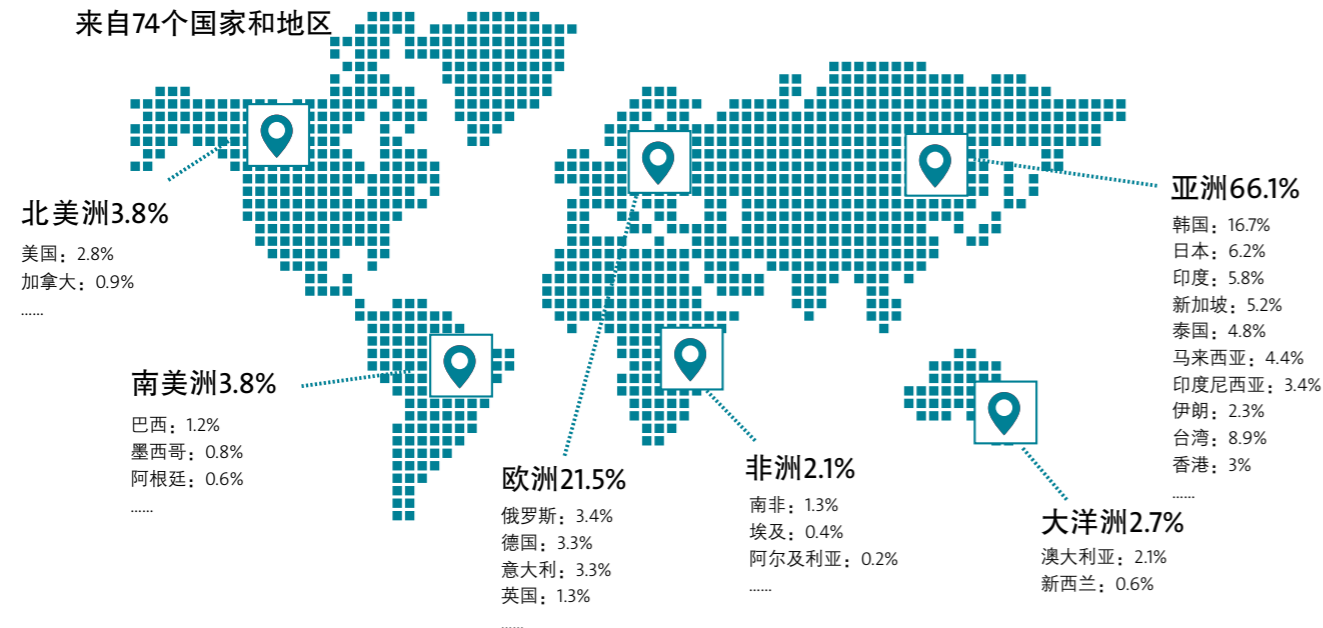 来自74个国家和地区
北美洲3.8%
美国：2.8%
加拿大：0.9%
......
南美洲3.8%
巴西：1.2%
墨西哥：0.8%
阿根廷：0.6%
......
欧洲21.5%
俄罗斯：3.4%
德国：3.3%
意大利：3.3%
英国：1.3%
......
非洲2.1%
南非：1.3%
埃及：0.4%
阿尔及利亚：0.2%
......
大洋洲2.7%
澳大利亚：2.1%
新西兰：0.6%
亚洲66.1%
韩国：16.7%
日本：6.2%
印度：5.8%
新加坡：5.2%
泰国：4.8%
马来西亚：4.4%
印度尼西亚：3.4%
伊朗：2.3%
台湾：8.9%
香港：3%
......